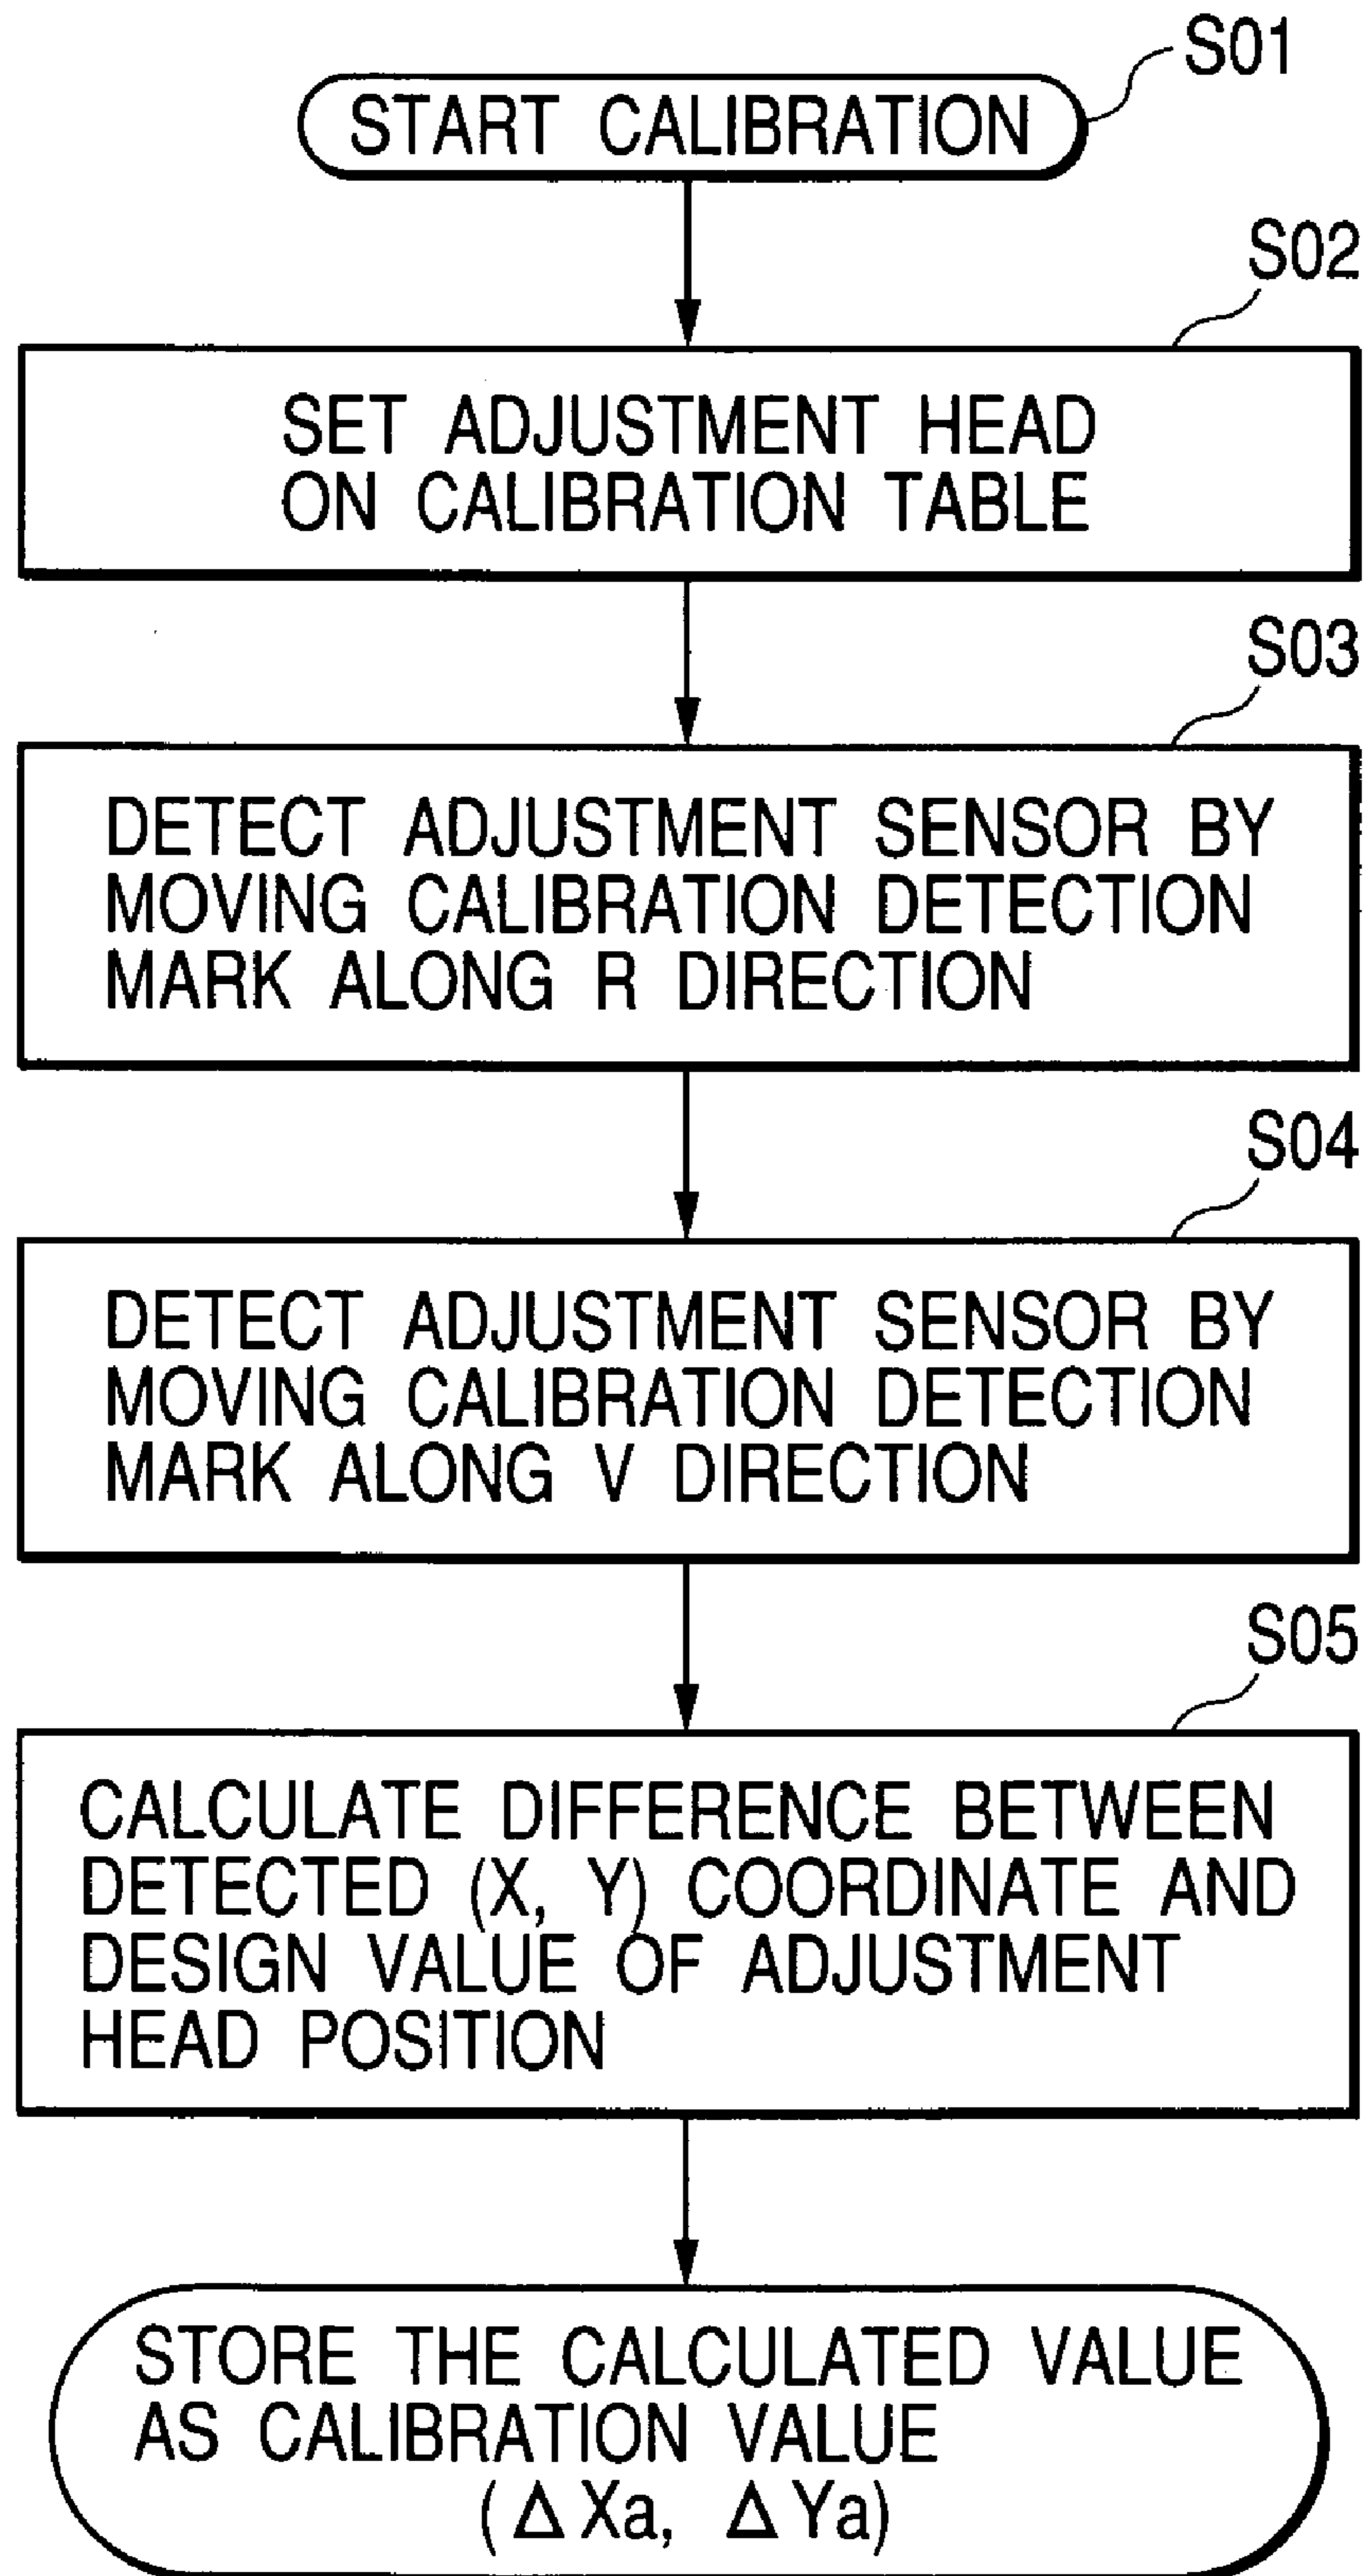 S01
START CALIBRATION
S02
SET ADJUSTMENT HEAD
ON CALIBRATION TABLE
S03
DETECT ADJUSTMENT SENSOR BY
MOVING CALIBRATION DETECTION
MARK ALONG R DIRECTION
S04
DETECT ADJUSTMENT SENSOR BY
MOVING CALIBRATION DETECTION
MARK ALONG V DIRECTION
S05
CALCULATE DIFFERENCE BETWEEN
DETECTED (X, Y) COORDINATE AND
DESIGN VALUE OF ADJUSTMENT
HEAD POSITION
STORE THE CALCULATED VALUE
AS CALIBRATION VALUE
(ΔXa, ΔYa)